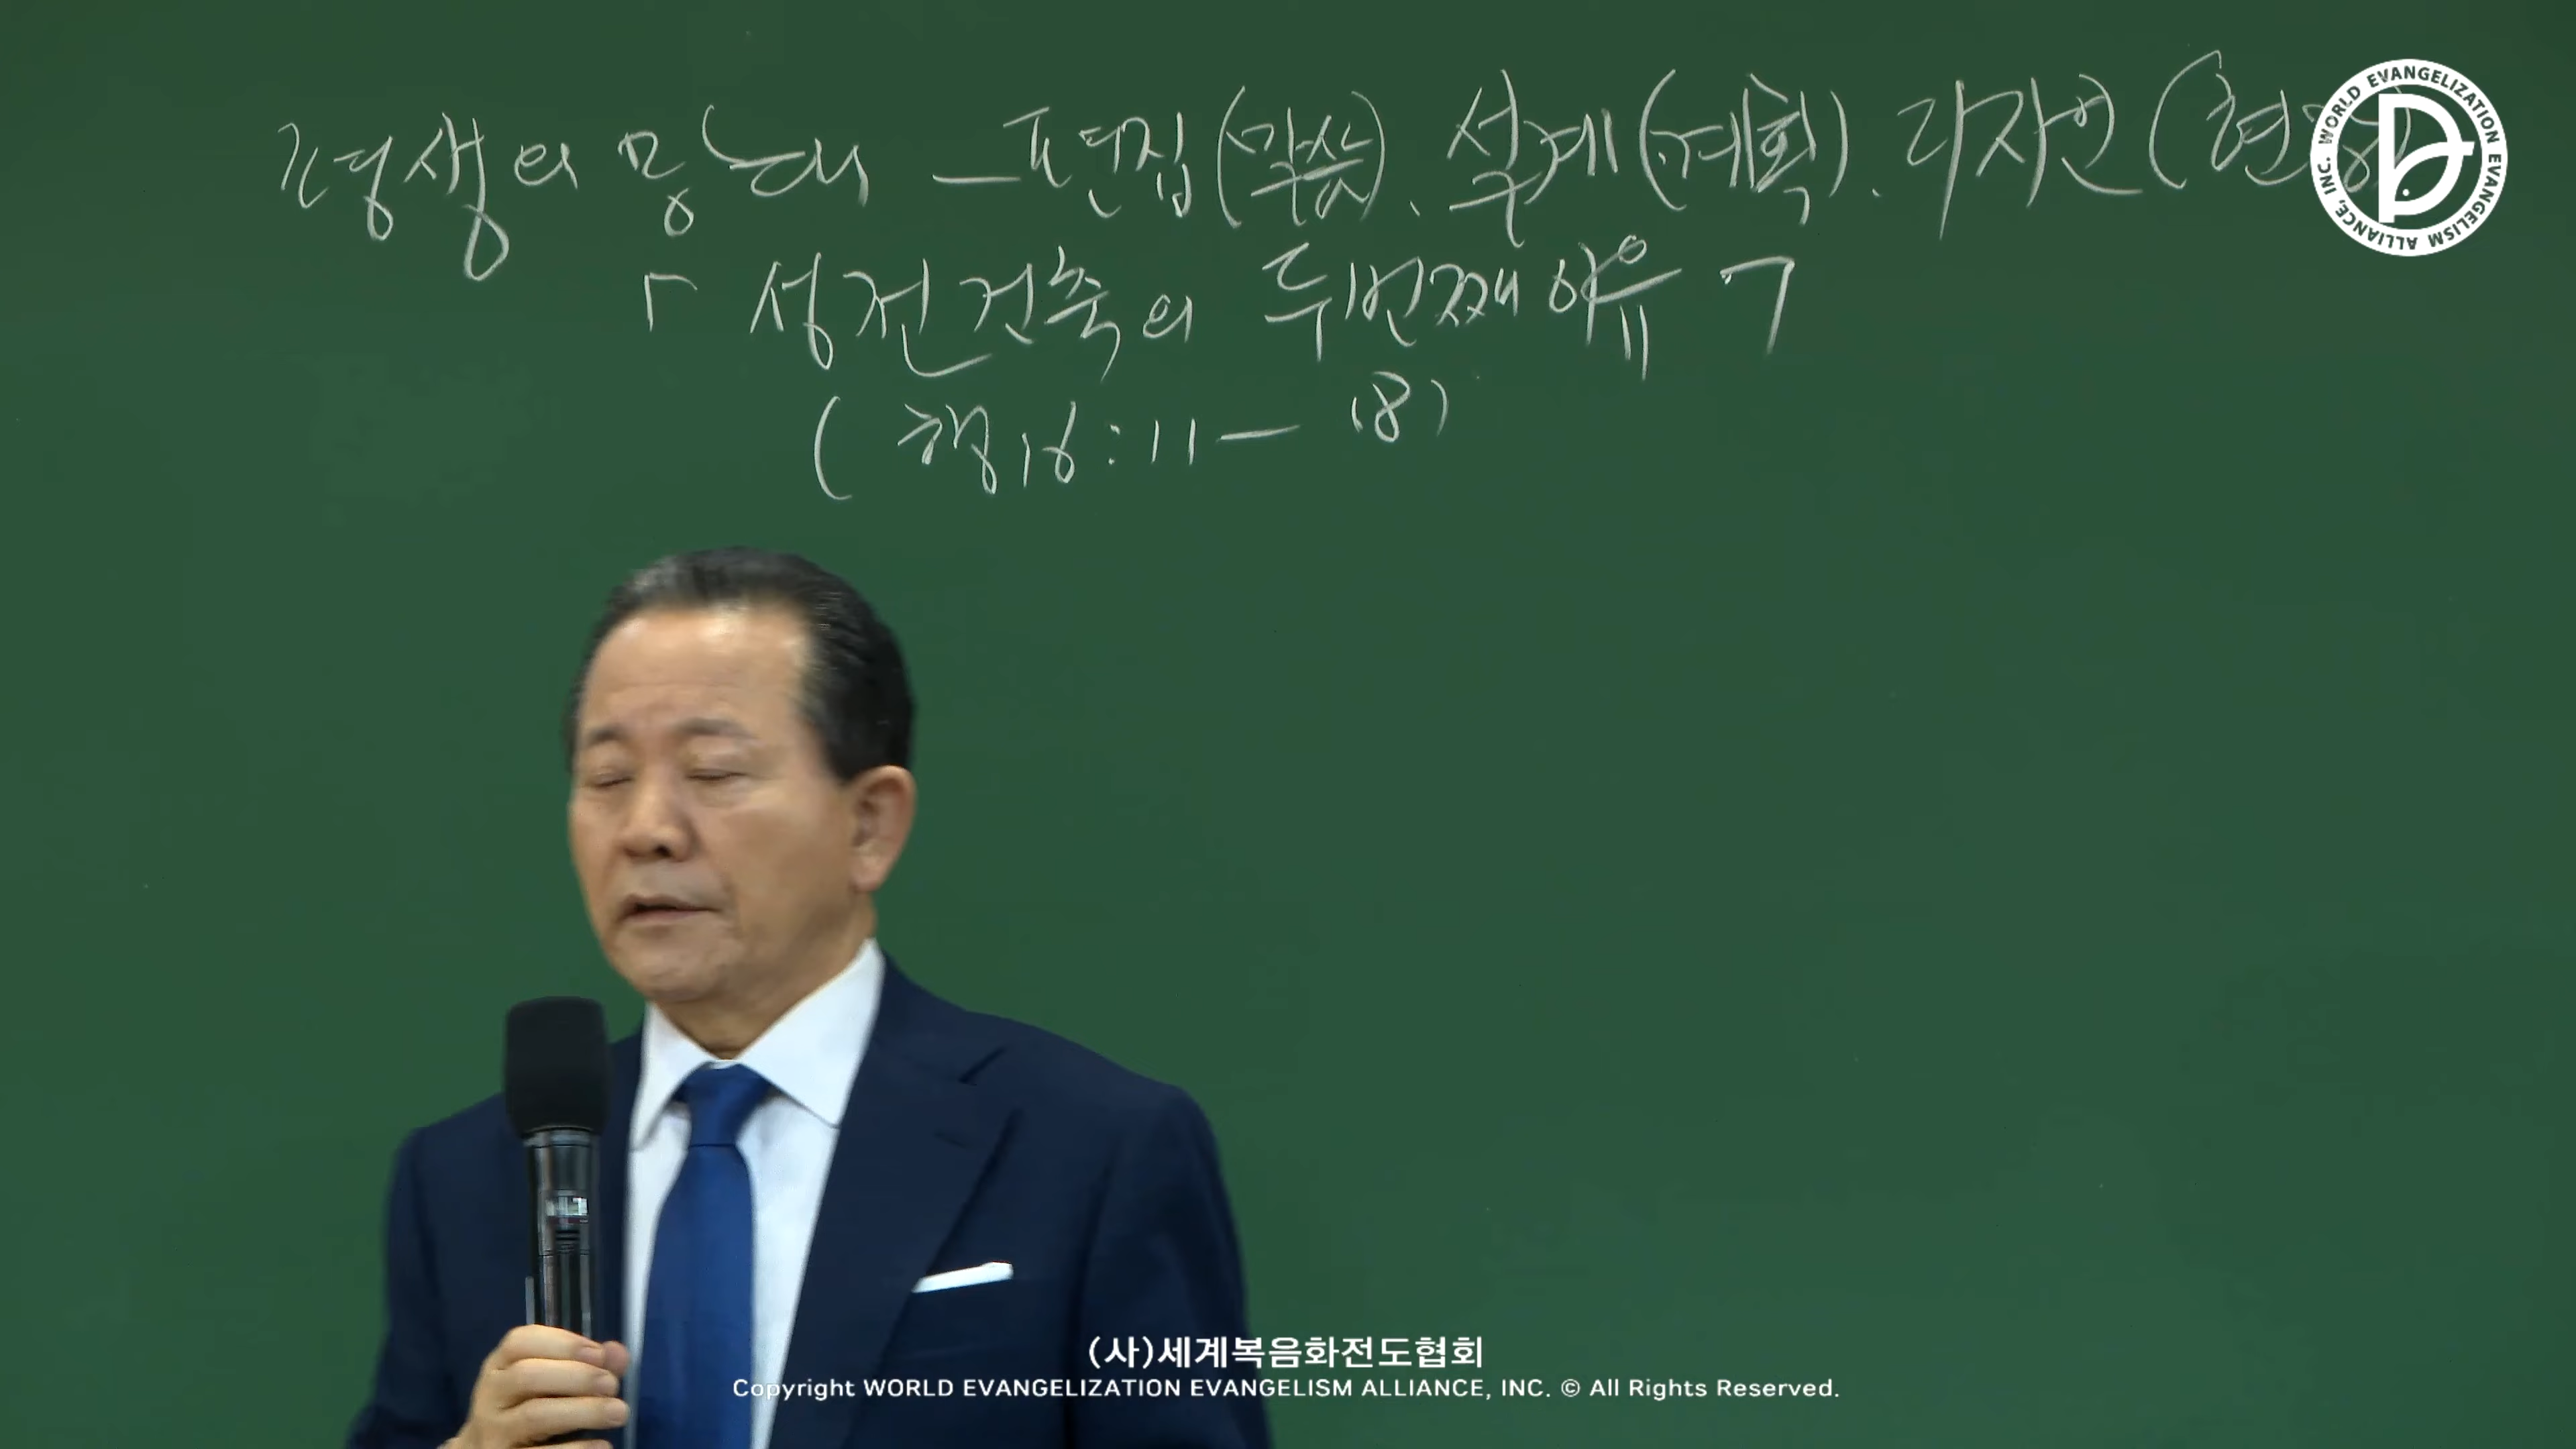 평생의 망대 - 편집(말씀). 설계(계획). 디자인(현장
「성전건축의 두번째 이유」
(행16:11-18)
WORLD EVANGELIZATION EVANGELISM ALLIANCE, INC.
(사)세계복음화전도협회
Copyright WORLD EVANGELIZATION EVANGELISM ALLIANCE, INC. © All Rights Reserved.